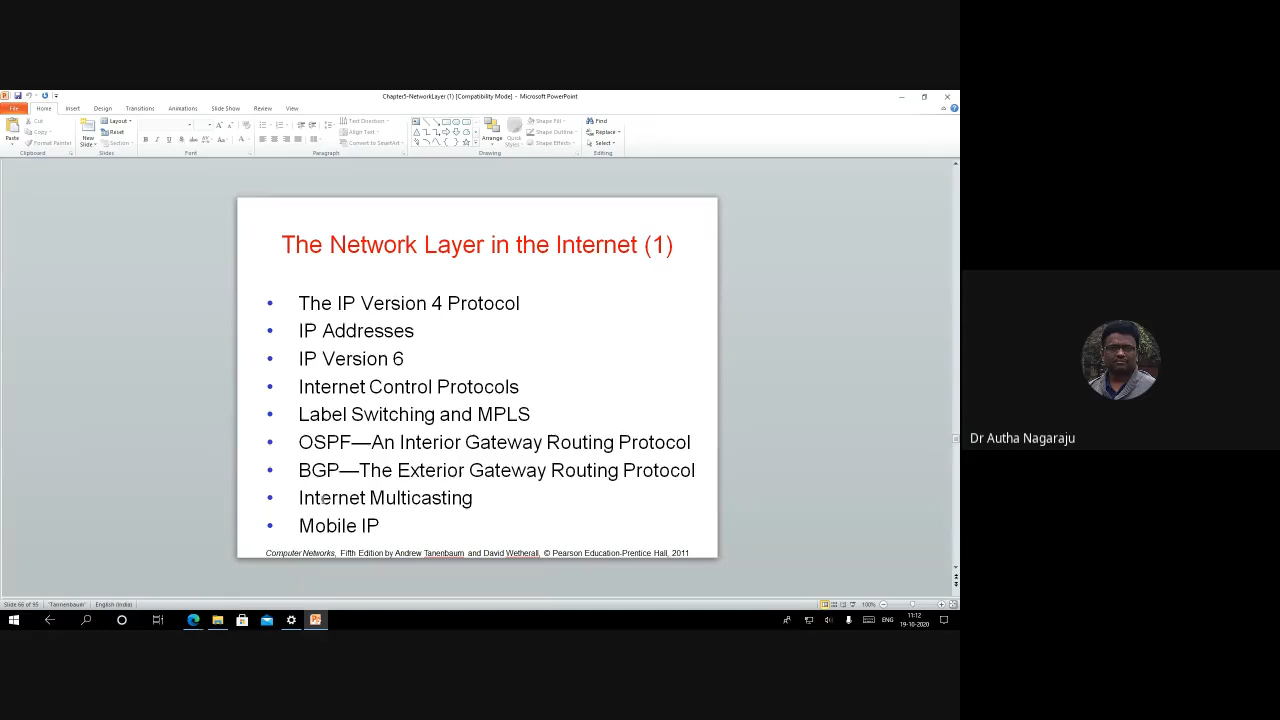 Chapter5-NetworkLayer (1) [Compatibility Mode] - Microsoft PowerPoint
File Home Insert Design Transitions Animations Slide Show Review View
Cut
Copy
Format Painter
Paste
Clipboard
New
Slide
Layout
Reset
Section
Slides
Font
Text Direction
Align Text
Convert to SmartArt
Paragraph
Arrange
Quick
Styles
Shape Fill
Shape Outline
Shape Effects
Drawing
Find
Replace
Select
Editing
The Network Layer in the Internet (1)
• The IP Version 4 Protocol
• IP Addresses
• IP Version 6
• Internet Control Protocols
• Label Switching and MPLS
• OSPF—An Interior Gateway Routing Protocol
• BGP—The Exterior Gateway Routing Protocol
• Internet Multicasting
• Mobile IP
Computer Networks, Fifth Edition by Andrew Tanenbaum and David Wetherall, © Pearson Education-Prentice Hall, 2011
Dr Autha Nagaraju
Slide 66 of 95 'Tannenbaum' English (India) 100%
ENG
11:12
19-10-2020